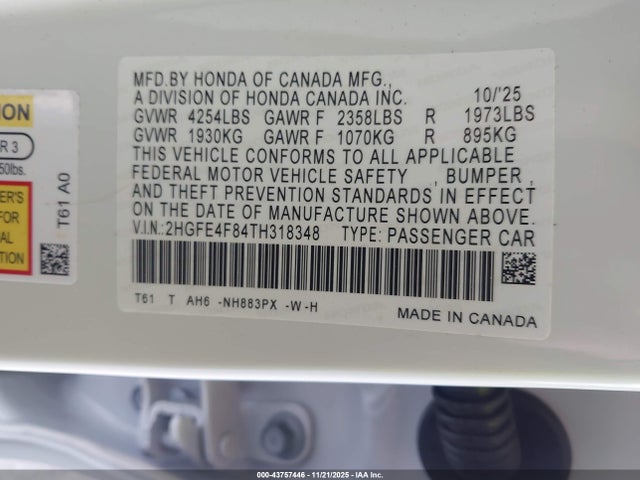 MFD.BY HONDA OF CANADA MFG.,
A DIVISION OF HONDA CANADA INC. 10/'25
GVWR 4254LBS GAWR F 2358LBS R 1973LBS
GVWR 1930KG GAWR F 1070KG R 895KG
THIS VEHICLE CONFORMS TO ALL APPLICABLE
FEDERAL MOTOR VEHICLE SAFETY , BUMPER,
AND THEFT PREVENTION STANDARDS IN EFFECT
ON THE DATE OF MANUFACTURE SHOWN ABOVE.
V.I.N.:2HGFE4F84TH318348 TYPE: PASSENGER CAR
T61 T AH6 -NH883PX -W-H
MADE IN CANADA
T61 A0
R 3
50lbs.
FOR
000-43757446 - 11/21/2025 - IAA Inc.